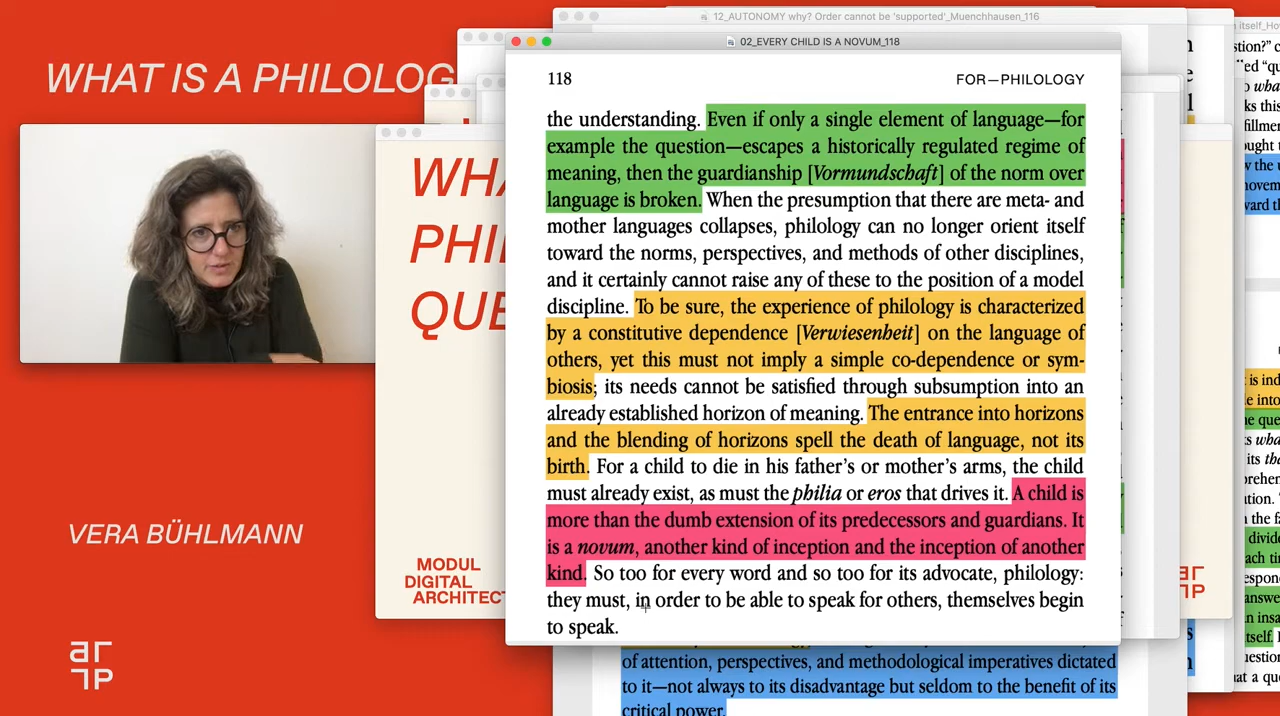 12_AUTONOMY why? Order cannot be 'supported'_Muenchhausen_116
02_EVERY CHILD IS A NOVUM_118
WHAT IS A PHILOLOG
118
FOR—PHILOLOGY
the understanding. Even if only a single element of language—for
example the question—escapes a historically regulated regime of
meaning, then the guardianship [Vormundschaft] of the norm over
language is broken. When the presumption that there are meta- and
mother languages collapses, philology can no longer orient itself
toward the norms, perspectives, and methods of other disciplines,
and it certainly cannot raise any of these to the position of a model
discipline. To be sure, the experience of philology is characterized
by a constitutive dependence [Verwiesenheit] on the language of
others, yet this must not imply a simple co-dependence or sym-
biosis; its needs cannot be satisfied through subsumption into an
already established horizon of meaning. The entrance into horizons
and the blending of horizons spell the death of language, not its
birth. For a child to die in his father's or mother's arms, the child
must already exist, as must the philia or eros that drives it. A child is
more than the dumb extension of its predecessors and guardians. It
is a novum, another kind of inception and the inception of another
kind. So too for every word and so too for its advocate, philology:
they must, in order to be able to speak for others, themselves begin
to speak.
of attention, perspectives, and methodological imperatives dictated
to it—not always to its disadvantage but seldom to the benefit of its
critical power.
WHA
PHI
QUE
MODUL
DIGITAL
ARCHITECT
VERA BÜHLMANN